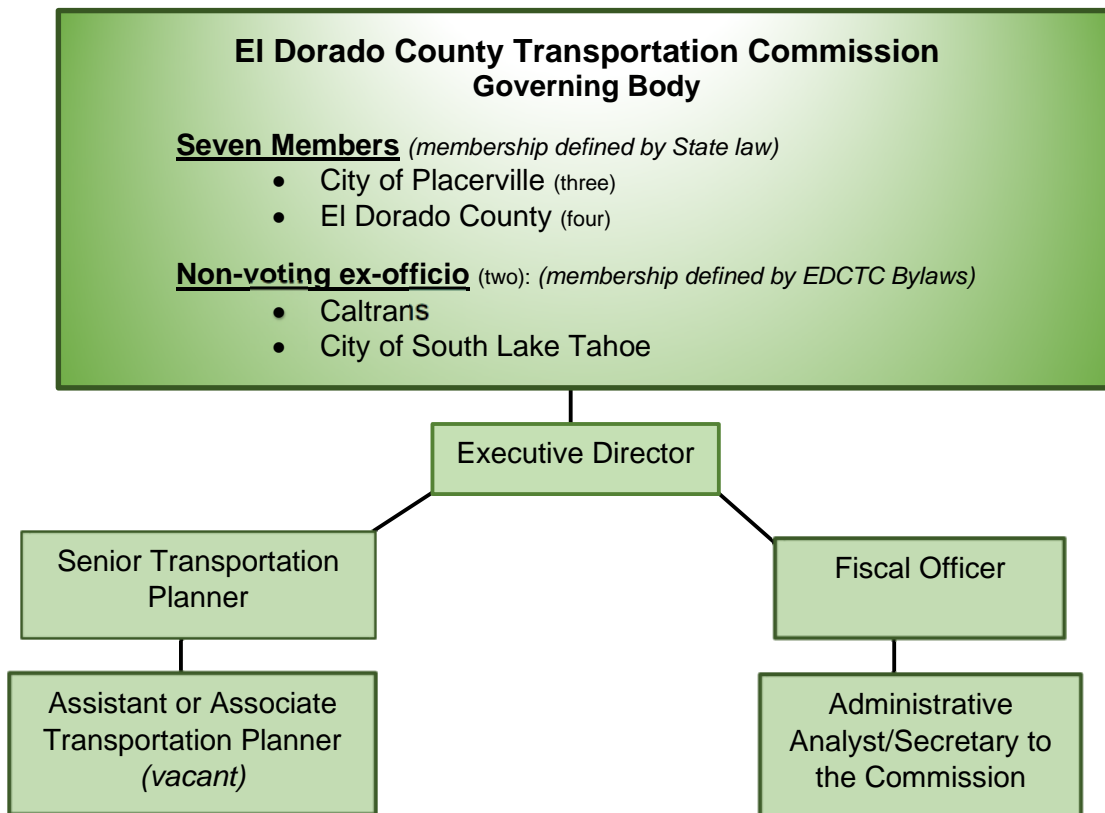 El Dorado County Transportation Commission
Governing Body
Seven Members (membership defined by State law)
• City of Placerville (three)
• El Dorado County (four)
Non-voting ex-officio (two): (membership defined by EDCTC Bylaws)
• Caltrans
• City of South Lake Tahoe
Executive Director
Senior Transportation
Planner
Fiscal Officer
Assistant or Associate
Transportation Planner
(vacant)
Administrative
Analyst/Secretary to
the Commission